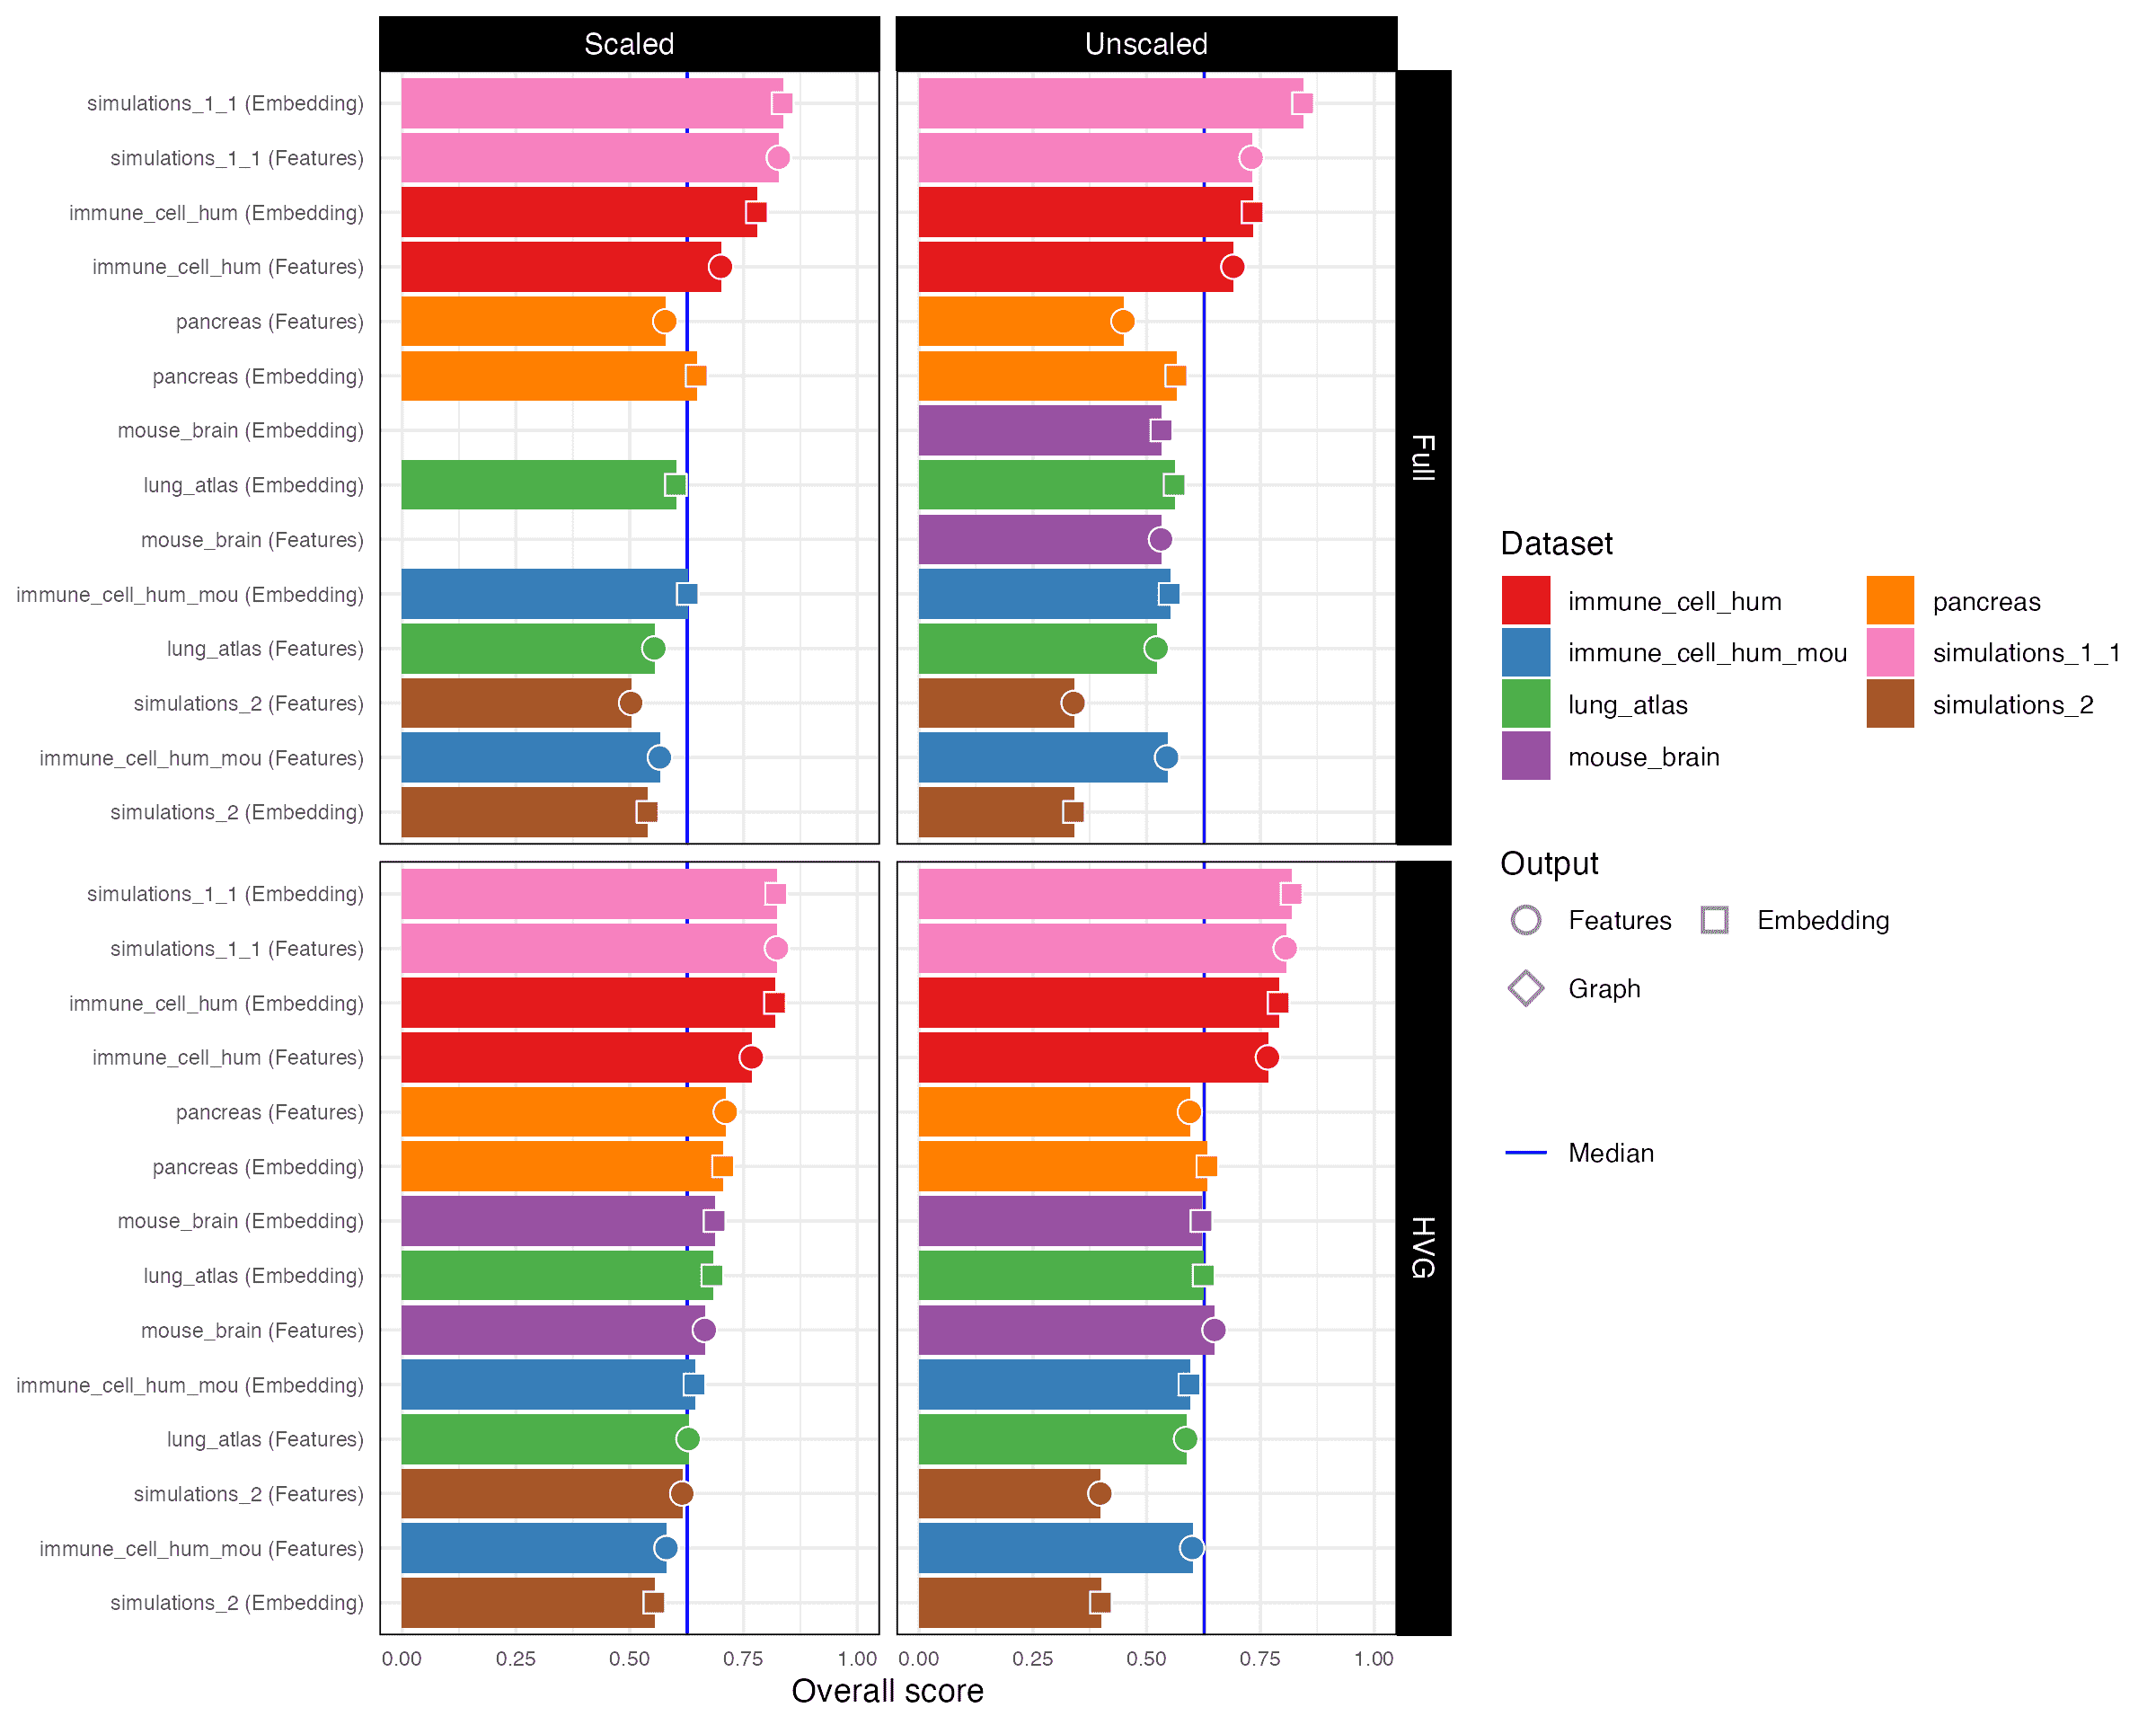 Scaled
Unscaled
simulations_1_1 (Embedding)
simulations_1_1 (Features)
immune_cell_hum (Embedding)
immune_cell_hum (Features)
pancreas (Features)
pancreas (Embedding)
mouse_brain (Embedding)
lung_atlas (Embedding)
mouse_brain (Features)
immune_cell_hum_mou (Embedding)
lung_atlas (Features)
simulations_2 (Features)
immune_cell_hum_mou (Features)
simulations_2 (Embedding)
Full
simulations_1_1 (Embedding)
simulations_1_1 (Features)
immune_cell_hum (Embedding)
immune_cell_hum (Features)
pancreas (Features)
pancreas (Embedding)
mouse_brain (Embedding)
lung_atlas (Embedding)
mouse_brain (Features)
immune_cell_hum_mou (Embedding)
lung_atlas (Features)
simulations_2 (Features)
immune_cell_hum_mou (Features)
simulations_2 (Embedding)
HVG
0.00 0.25 0.50 0.75 1.00 0.00 0.25 0.50 0.75 1.00
Overall score
Dataset
immune_cell_hum
immune_cell_hum_mou
lung_atlas
mouse_brain
pancreas
simulations_1_1
simulations_2
Output
Features
Embedding
Graph
Median